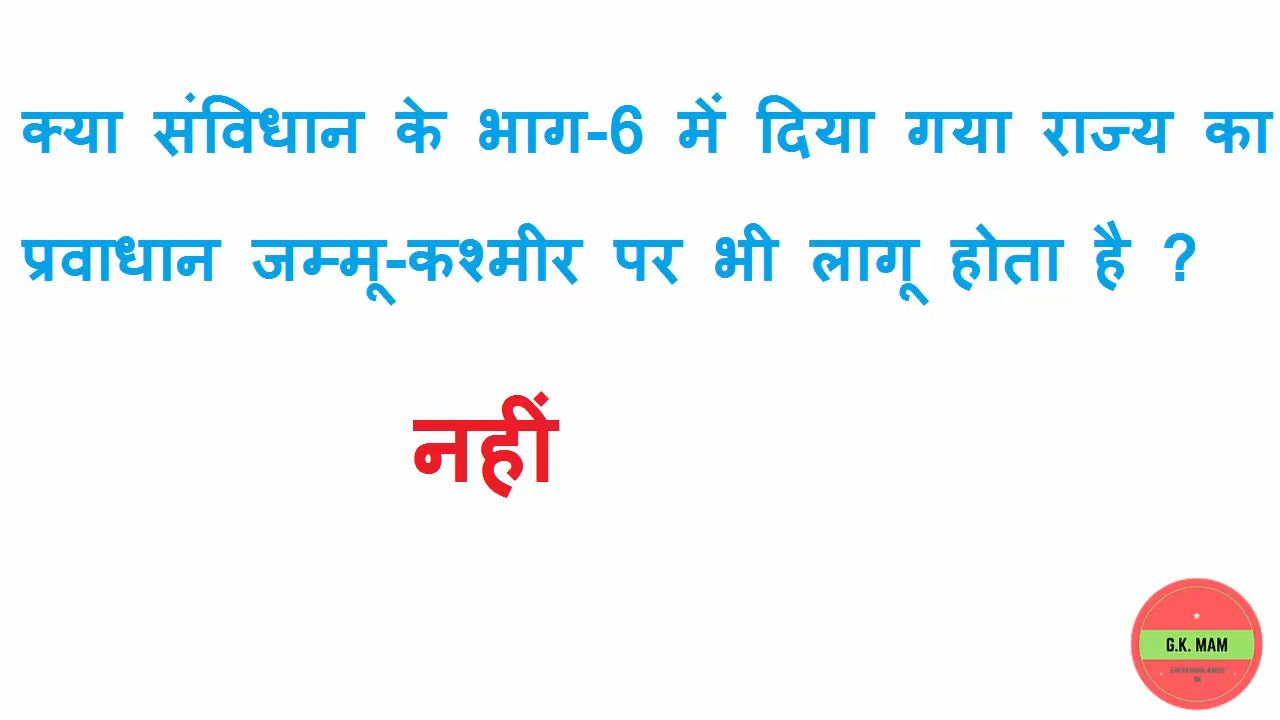 क्या संविधान के भाग-6 में दिया गया राज्य का
प्रवाधान जम्मू-कश्मीर पर भी लागू होता है ?
नहीं
G.K. MAM